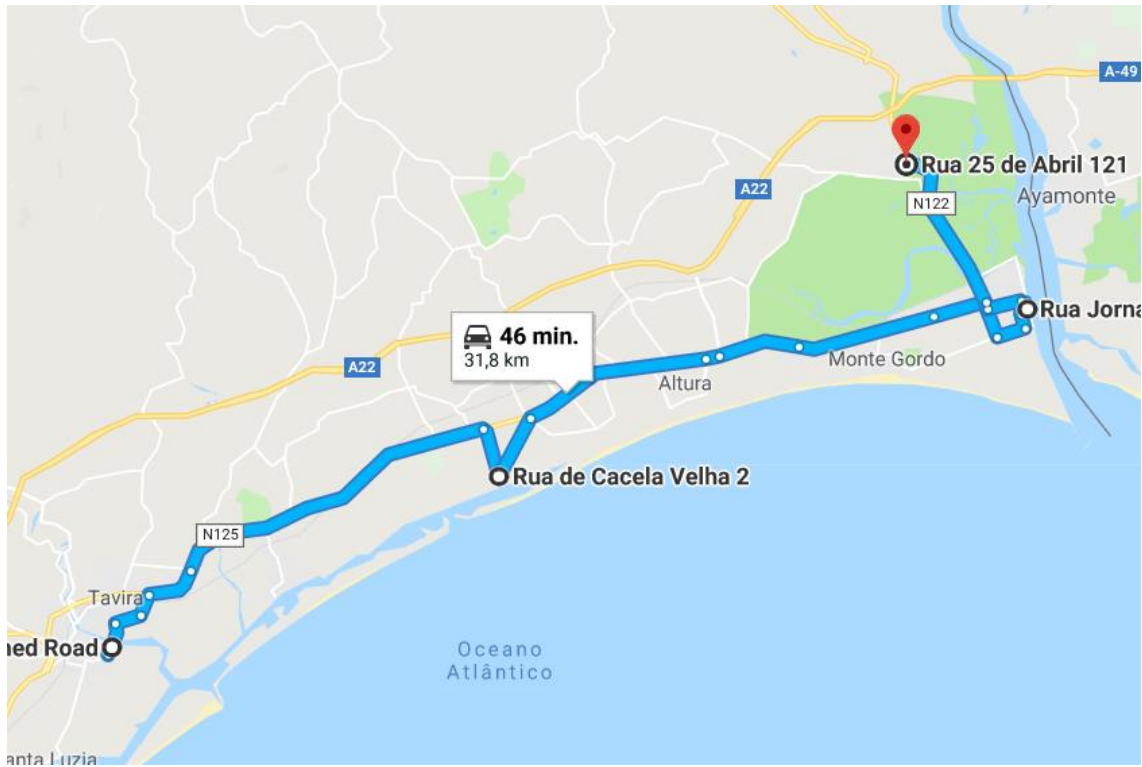 A-49
Rua 25 de Abril 121
A22
N122
Ayamonte
Rua Jorna
46 min.
31,8 km
Monte Gordo
A22
Altura
Rua de Cacela Velha 2
N125
Tavira
ned Road
Oceano
Atlântico
anta Luzia